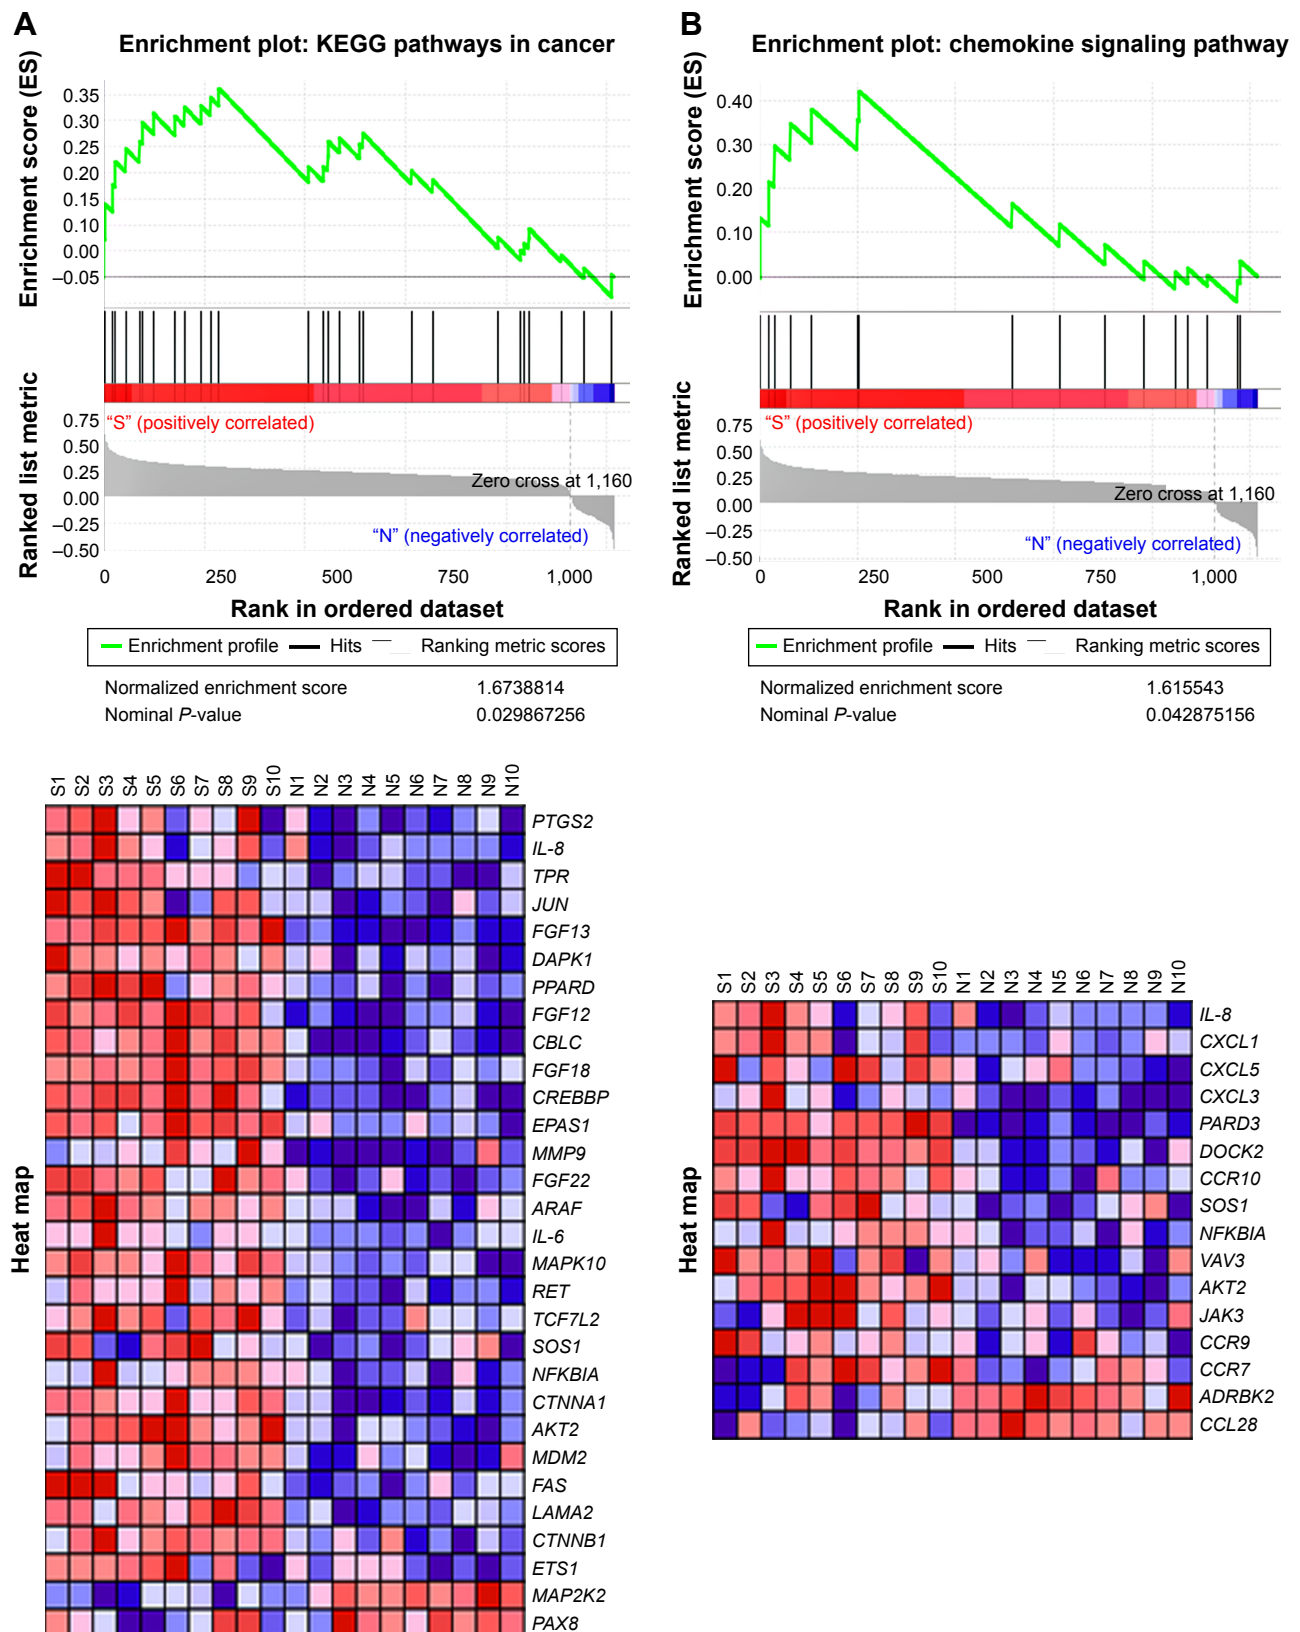 A
Enrichment plot: KEGG pathways in cancer
Enrichment score (ES)
0.35
0.30
0.25
0.20
0.15
0.10
0.00
–0.05
Ranked list metric
0.75
0.50
0.25
0.00
–0.25
–0.50
"S" (positively correlated)
Zero cross at 1,160
"N" (negatively correlated)
0 250 500 750 1,000
Rank in ordered dataset
Enrichment profile Hits Ranking metric scores
Normalized enrichment score 1.6738814
Nominal P-value 0.029867256
Heat map
S1 S2 S3 S4 S5 S6 S7 S8 S9 S10 N1 N2 N3 N4 N5 N6 N7 N8 N9 N10
PTGS2
IL-8
TPR
JUN
FGF13
DAPK1
PPARD
FGF12
CBLC
FGF18
CREBBP
EPAS1
MMP9
FGF22
ARAF
IL-6
MAPK10
RET
TCF7L2
SOS1
NFKBIA
CTNNA1
AKT2
MDM2
FAS
LAMA2
CTNNB1
ETS1
MAP2K2
PAX8
B
Enrichment plot: chemokine signaling pathway
Enrichment score (ES)
0.40
0.30
0.20
0.10
0.00
Ranked list metric
0.75
0.50
0.25
0.00
–0.25
–0.50
"S" (positively correlated)
Zero cross at 1,160
"N" (negatively correlated)
0 250 500 750 1,000
Rank in ordered dataset
Enrichment profile Hits Ranking metric scores
Normalized enrichment score 1.615543
Nominal P-value 0.042875156
Heat map
S1 S2 S3 S4 S5 S6 S7 S8 S9 S10 N1 N2 N3 N4 N5 N6 N7 N8 N9 N10
IL-8
CXCL1
CXCL5
CXCL3
PARD3
DOCK2
CCR10
SOS1
NFKBIA
VAV3
AKT2
JAK3
CCR9
CCR7
ADRBK2
CCL28